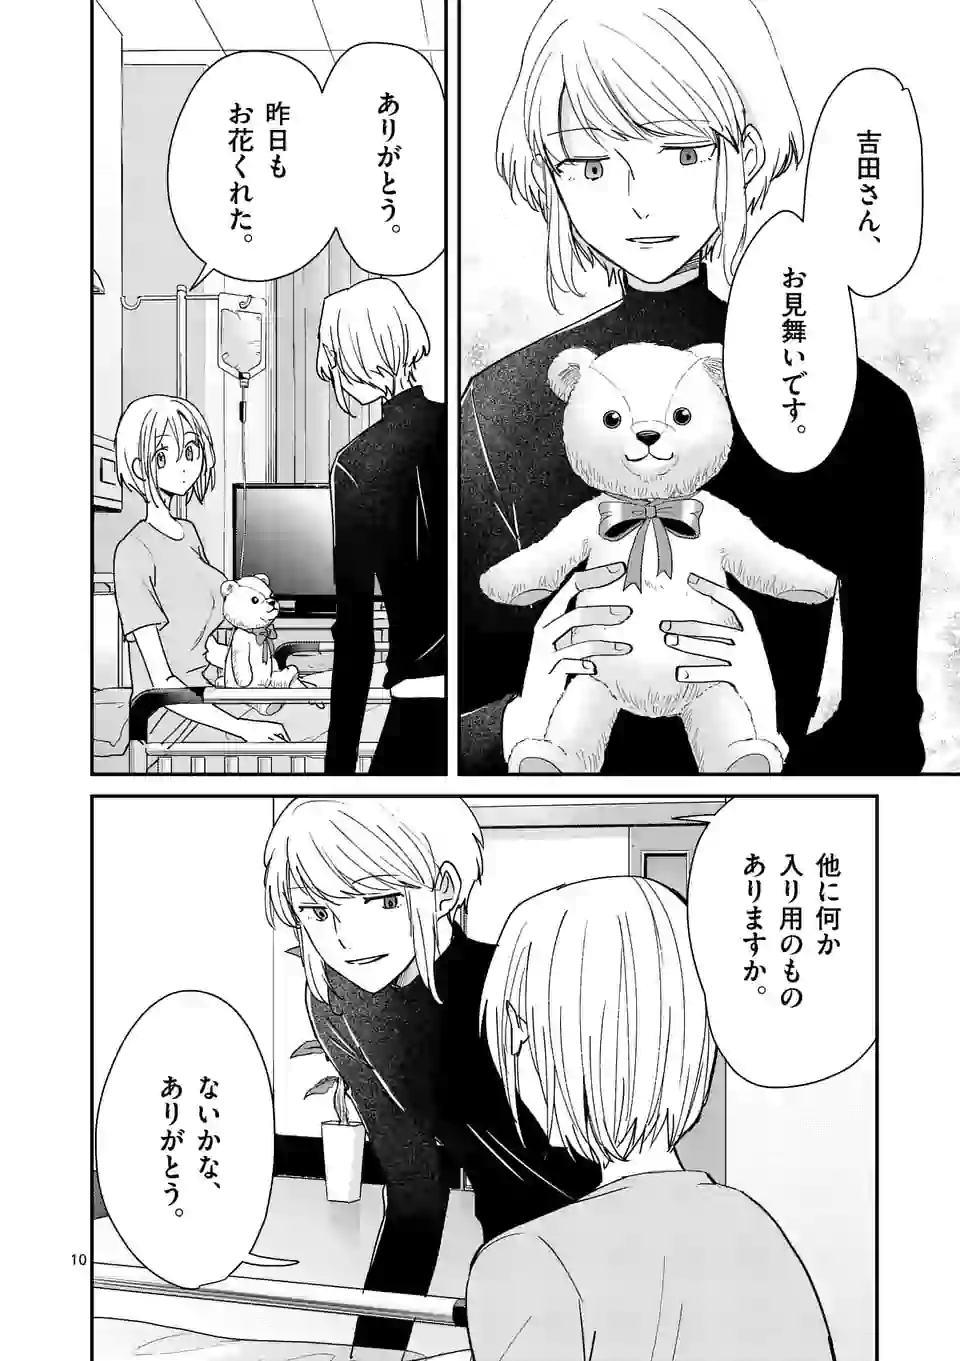 吉田さん、
お見舞いです。
ありがとう。
昨日も
お花くれた。
他に何か
入り用のもの
ありますか。
ないかな、
ありがとう。
10